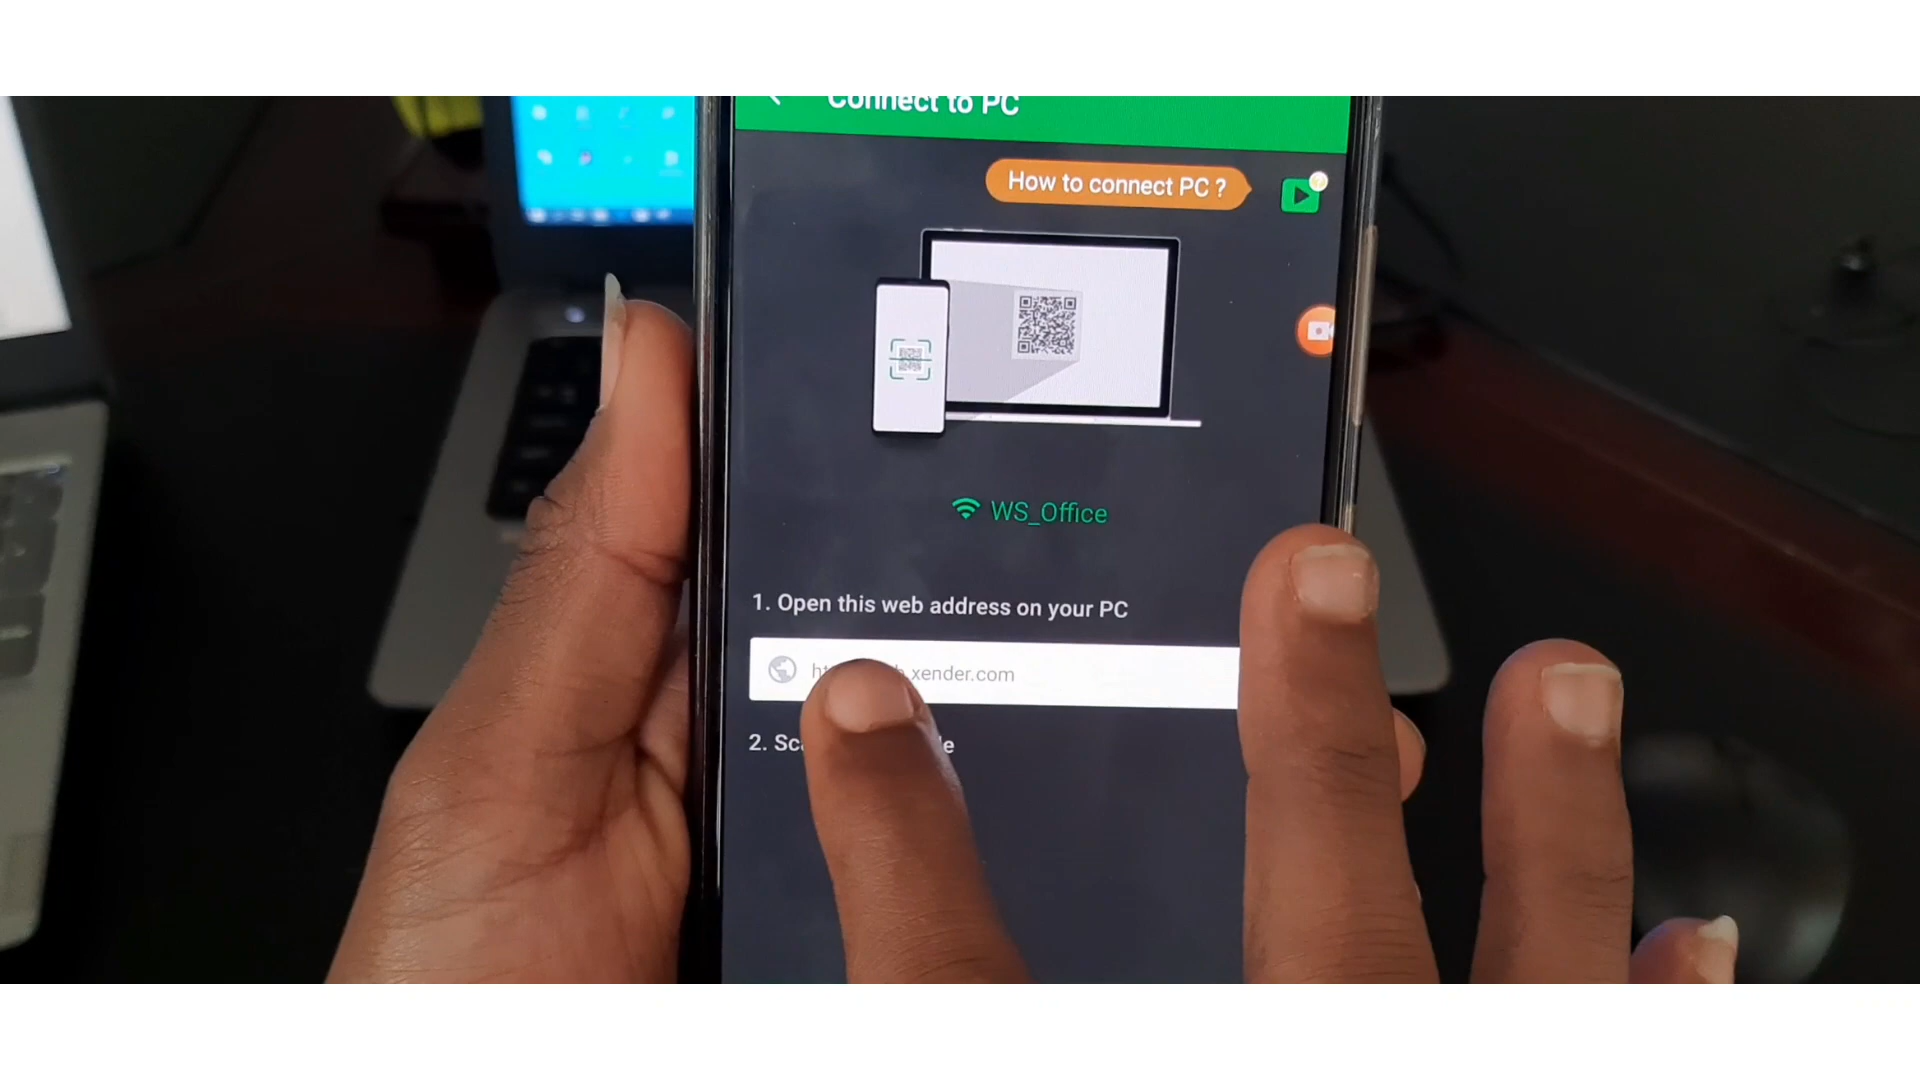 Connect to PC
How to connect PC ?
WS_Office
1. Open this web address on your PC
.xender.com
2.